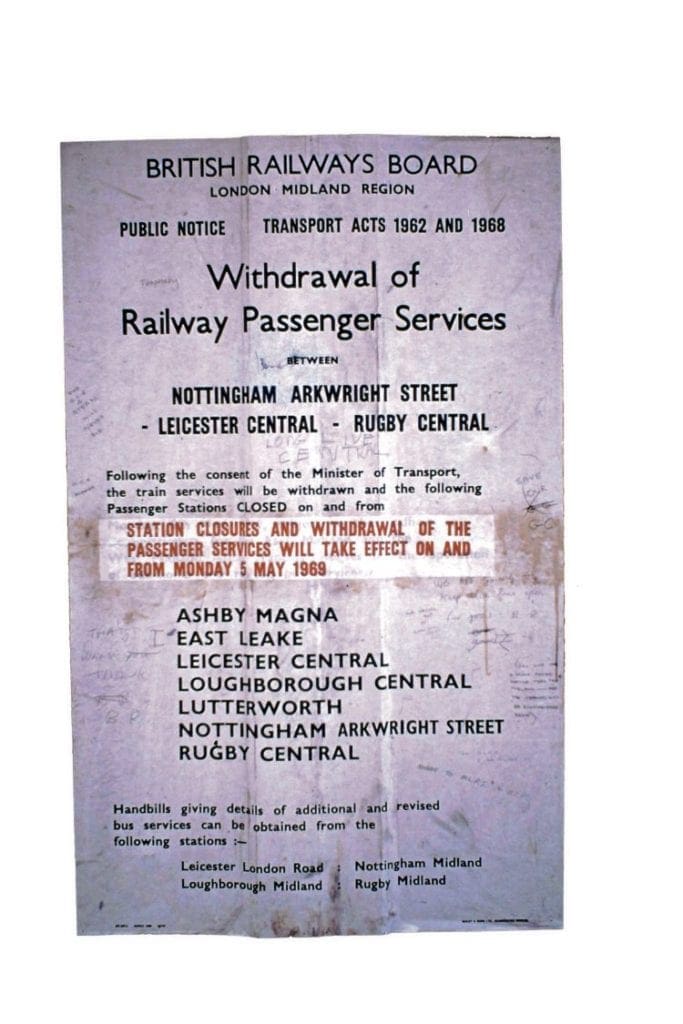 BRITISH RAILWAYS BOARD
LONDON MIDLAND REGION
PUBLIC NOTICE TRANSPORT ACTS 1962 AND 1968
Withdrawal of
Railway Passenger Services
BETWEEN
NOTTINGHAM ARKWRIGHT STREET
- LEICESTER CENTRAL - RUGBY CENTRAL
LONG LIVE
CENTRAL
Following the consent of the Minister of Transport,
the train services will be withdrawn and the following
Passenger Stations CLOSED on and from
SAVE
STATION CLOSURES AND WITHDRAWAL OF THE
PASSENGER SERVICES WILL TAKE EFFECT ON AND
FROM MONDAY 5 MAY 1969
ASHBY MAGNA
EAST LEAKE
LEICESTER CENTRAL
LOUGHBOROUGH CENTRAL
LUTTERWORTH
NOTTINGHAM ARKWRIGHT STREET
RUGBY CENTRAL
Handbills giving details of additional and revised
bus services can be obtained from the
following stations :—
Leicester London Road : Nottingham Midland
Loughborough Midland : Rugby Midland